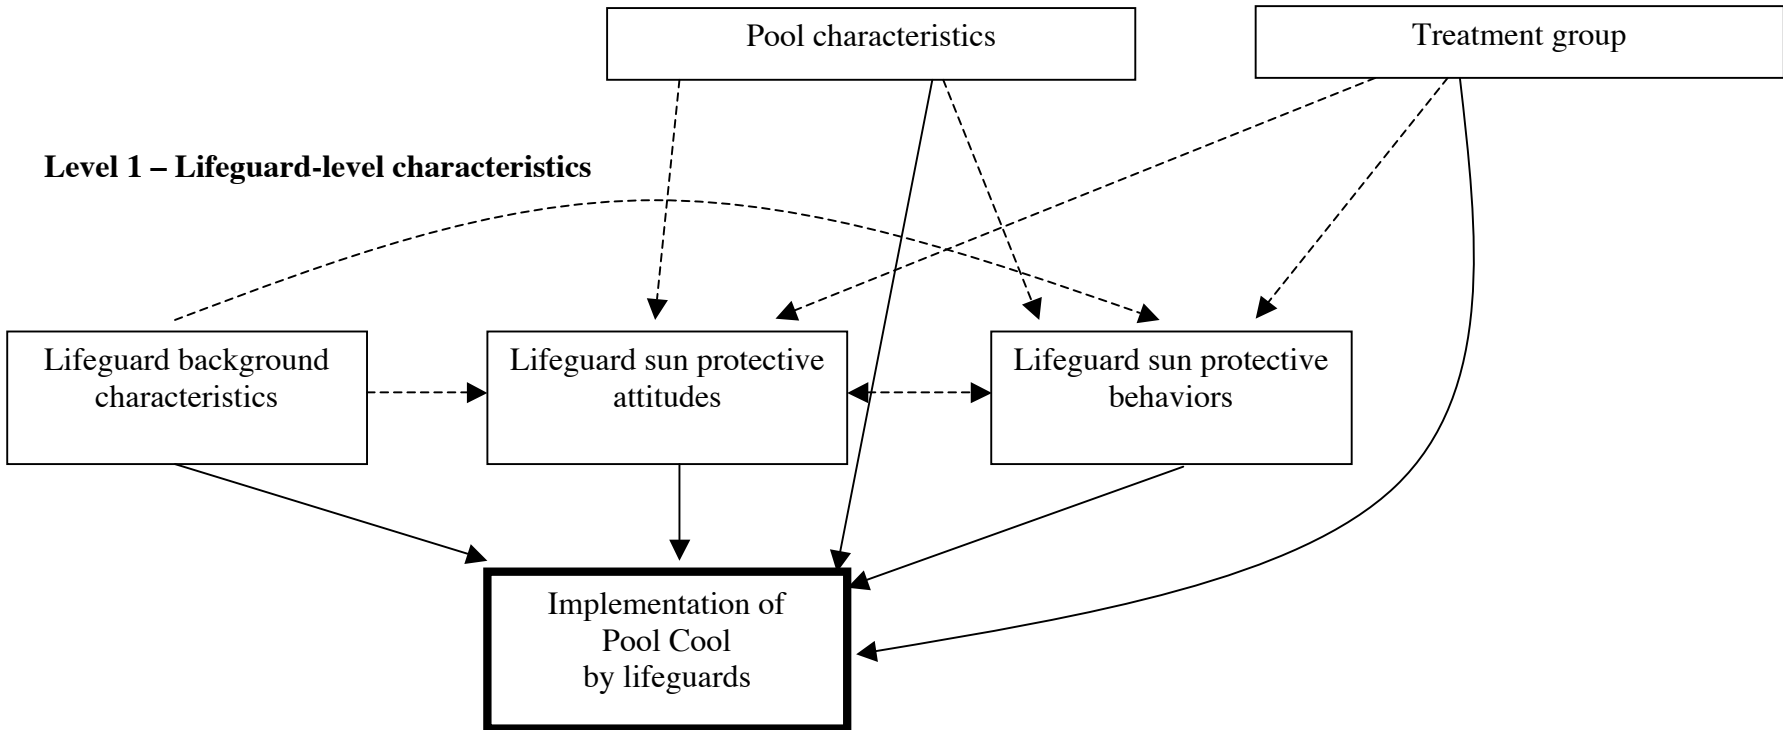 Pool characteristics
Treatment group
Level 1 – Lifeguard-level characteristics
Lifeguard background
characteristics
Lifeguard sun protective
attitudes
Lifeguard sun protective
behaviors
Implementation of
Pool Cool
by lifeguards